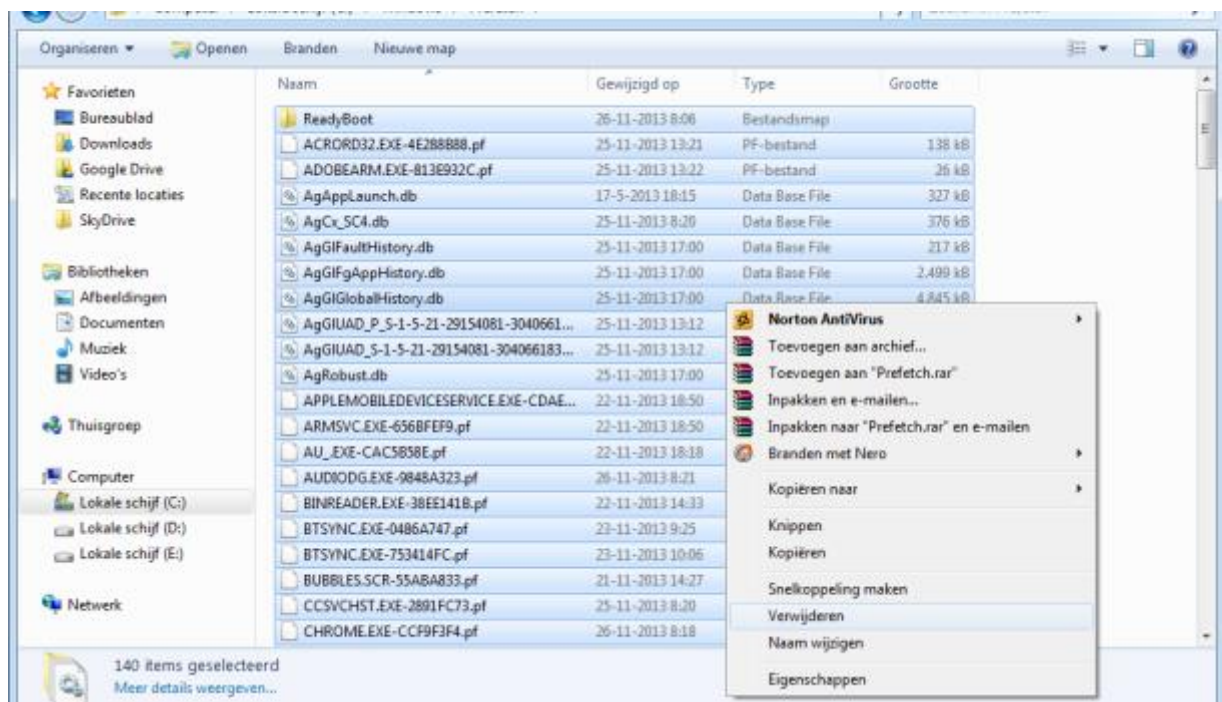 Organiseren Openen Branden Nieuwe map
Favorieten
Bureaublad
Downloads
Google Drive
Recente locaties
SkyDrive
Bibliotheken
Afbeeldingen
Documenten
Muziek
Video's
Thuisgroep
Computer
Lokale schijf (C:)
Lokale schijf (D:)
Lokale schijf (E:)
Netwerk
Naam Gewijzigd op Type Grootte
ReadyBoot 26-11-2013 8:08 Bestandsmap
ACRORD32.EXE-4E288B88.pf 25-11-2013 13:21 PF-bestand 138 kB
ADOBEARM.EXE-813E932C.pf 25-11-2013 13:22 PF-bestand 26 kB
AgAppLaunch.db 17-5-2013 18:15 Data Base File 327 kB
AgCx_SC4.db 25-11-2013 8:20 Data Base File 376 kB
AgGlFaultHistory.db 25-11-2013 17:00 Data Base File 217 kB
AgGlFgAppHistory.db 25-11-2013 17:00 Data Base File 2.499 kB
AgGlGlobalHistory.db 25-11-2013 17:00 Data Base File 4.845 kB
AgGlUAD_P_S-1-5-21-29154081-3040661... 25-11-2013 13:12
AgGlUAD_S-1-5-21-29154081-304066183... 25-11-2013 13:12
AgRobust.db 25-11-2013 17:00
APPLEMOBILEDEVICESERVICE.EXE-CDAE... 22-11-2013 18:50
ARMSVC.EXE-656BFEF9.pf 22-11-2013 18:50
AU_.EXE-CAC5858E.pf 22-11-2013 18:18
AUDIODG.EXE-9848A323.pf 26-11-2013 8:21
BINREADER.EXE-38EE141B.pf 22-11-2013 14:33
BTSYNC.EXE-0486A747.pf 23-11-2013 9:25
BTSYNC.EXE-753414FC.pf 23-11-2013 10:06
BUBBLES.SCR-55ABA833.pf 21-11-2013 14:27
CCSVCHST.EXE-2891FC73.pf 25-11-2013 8:20
CHROME.EXE-CCF9F3F4.pf 26-11-2013 8:18
Norton AntiVirus
Toevoegen aan archief...
Toevoegen aan "Prefetch.rar"
Inpakken en e-mailen...
Inpakken naar "Prefetch.rar" en e-mailen
Branden met Nero
Kopiëren naar
Knippen
Kopiëren
Snelkoppeling maken
Verwijderen
Naam wijzigen
Eigenschappen
140 items geselecteerd
Meer details weergeven...